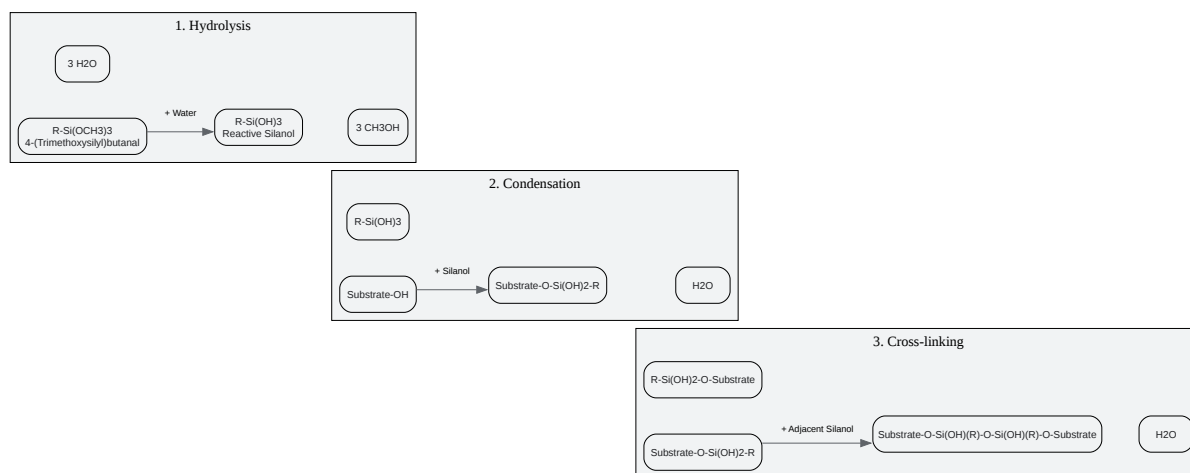 1. Hydrolysis
3 H2O
+ Water
R-Si(OCH3)3
4-(Trimethoxysilyl)butanal
R-Si(OH)3
Reactive Silanol
3 CH3OH
2. Condensation
R-Si(OH)3
+ Silanol
Substrate-OH
Substrate-O-Si(OH)2-R
H2O
3. Cross-linking
R-Si(OH)2-O-Substrate
+ Adjacent Silanol
Substrate-O-Si(OH)2-R
Substrate-O-Si(OH)(R)-O-Si(OH)(R)-O-Substrate
H2O